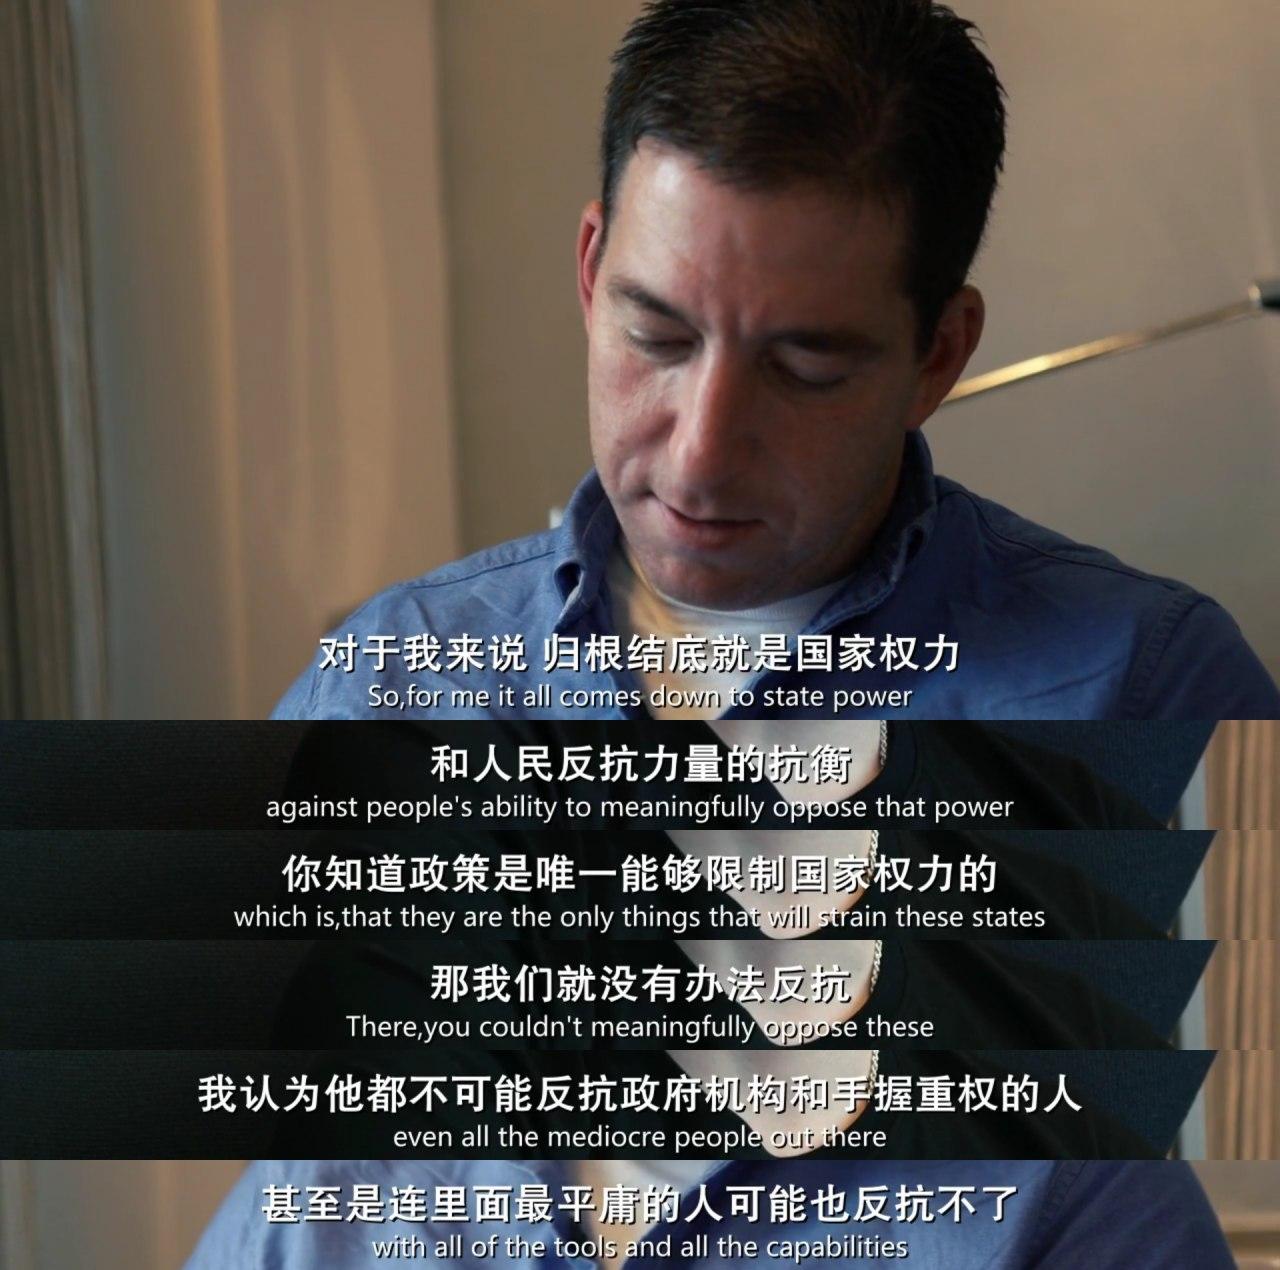 对于我来说 归根结底就是国家权力
So,for me it all comes down to state power
和人民反抗力量的抗衡
against people's ability to meaningfully oppose that power
你知道政策是唯一能够限制国家权力的
which is,that they are the only things that will strain these states
那我们就没有办法反抗
There,you couldn't meaningfully oppose these
我认为他都不可能反抗政府机构和手握重权的人
even all the mediocre people out there
甚至是连里面最平庸的人可能也反抗不了
with all of the tools and all the capabilities